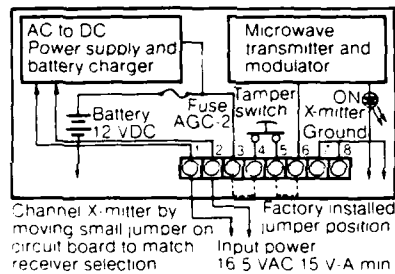 AC to DC
Power supply and
battery charger
Microwave
transmitter and
modulator
Battery
12 VDC
Fuse
AGC-2
Tamper
switch
ON
X-mitter
Ground
1 2 3 4 5 6 7 8
Channel X-mitter by
moving small jumper on
circuit board to match
receiver selection
Factory installed
jumper position
Input power
16 5 VAC 15 V-A min